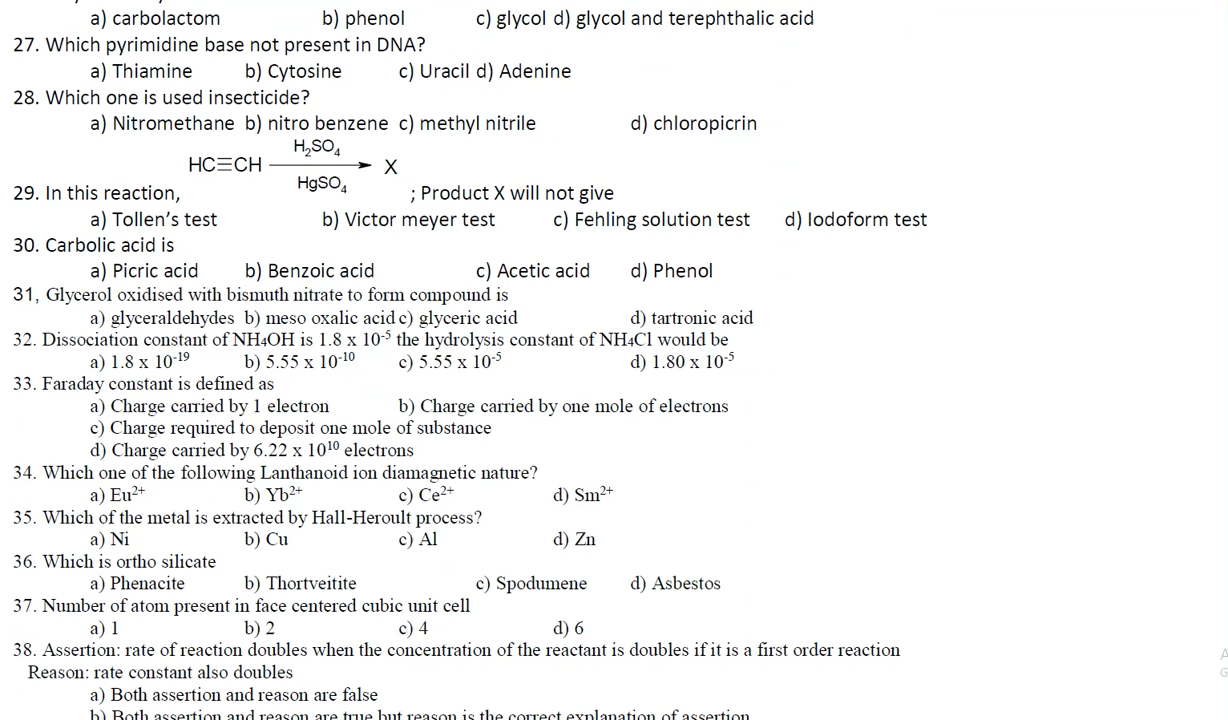 a) carbolactom b) phenol c) glycol d) glycol and terephthalic acid
27. Which pyrimidine base not present in DNA?
a) Thiamine b) Cytosine c) Uracil d) Adenine
28. Which one is used insecticide?
a) Nitromethane b) nitro benzene c) methyl nitrile d) chloropicrin
H₂SO₄
HC≡CH → X
HgSO₄
29. In this reaction, ; Product X will not give
a) Tollen’s test b) Victor meyer test c) Fehling solution test d) Iodoform test
30. Carbolic acid is
a) Picric acid b) Benzoic acid c) Acetic acid d) Phenol
31, Glycerol oxidised with bismuth nitrate to form compound is
a) glyceraldehydes b) meso oxalic acid c) glyceric acid d) tartronic acid
32. Dissociation constant of NH₄OH is 1.8 x 10⁻⁵ the hydrolysis constant of NH₄Cl would be
a) 1.8 x 10⁻¹⁹ b) 5.55 x 10⁻¹⁰ c) 5.55 x 10⁻⁵ d) 1.80 x 10⁻⁵
33. Faraday constant is defined as
a) Charge carried by 1 electron b) Charge carried by one mole of electrons
c) Charge required to deposit one mole of substance
d) Charge carried by 6.22 x 10¹⁰ electrons
34. Which one of the following Lanthanoid ion diamagnetic nature?
a) Eu²⁺ b) Yb²⁺ c) Ce²⁺ d) Sm²⁺
35. Which of the metal is extracted by Hall-Heroult process?
a) Ni b) Cu c) Al d) Zn
36. Which is ortho silicate
a) Phenacite b) Thortveitite c) Spodumene d) Asbestos
37. Number of atom present in face centered cubic unit cell
a) 1 b) 2 c) 4 d) 6
38. Assertion: rate of reaction doubles when the concentration of the reactant is doubles if it is a first order reaction
Reason: rate constant also doubles
a) Both assertion and reason are false
b) Both assertion and reason are true but reason is the correct explanation of assertion